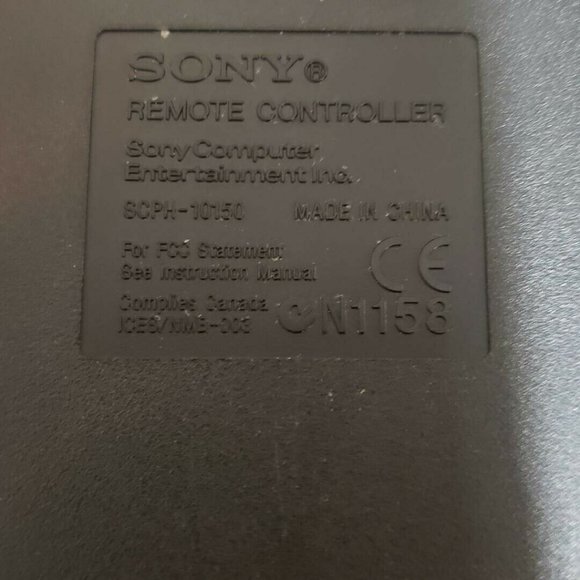 SONY®
REMOTE CONTROLLER
Sony Computer
Entertainment Inc.
SCPH-10150 MADE IN CHINA
For FCC Statement
See Instruction Manual
CE
Complies Canada
ICES/NMB-003
N1158